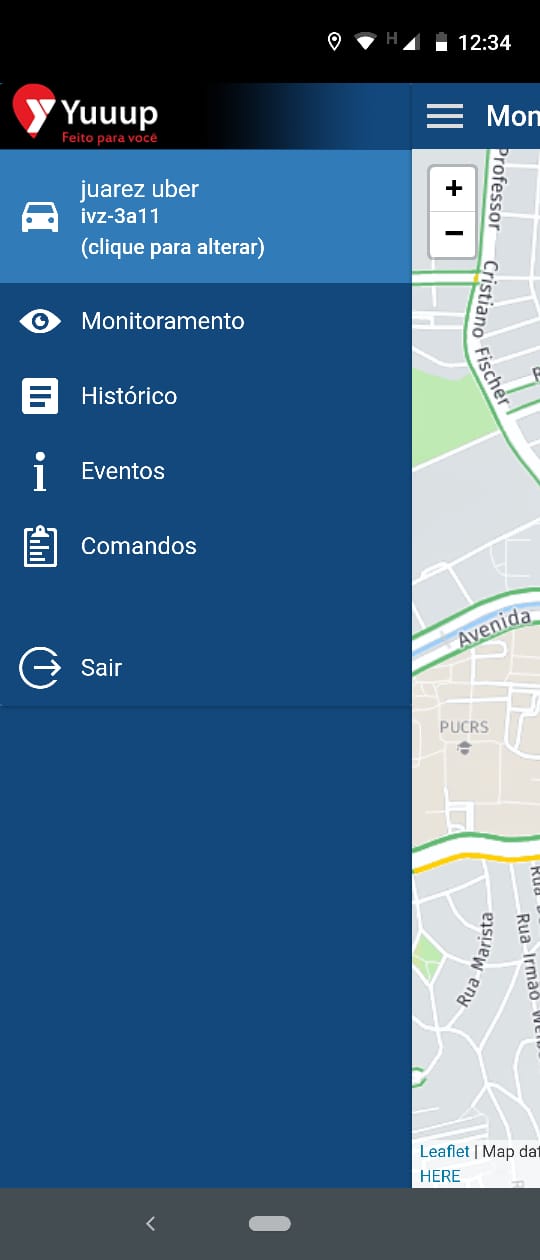 H 12:34
Yuuup
Feito para você
Mon
juarez uber
ivz-3a11
(clique para alterar)
+
−
Monitoramento
Histórico
Eventos
Comandos
Sair
Professor
Cristiano Fischer
Avenida
PUCRS
Rua Marista
Rua Irmão
Leaflet | Map dat
HERE